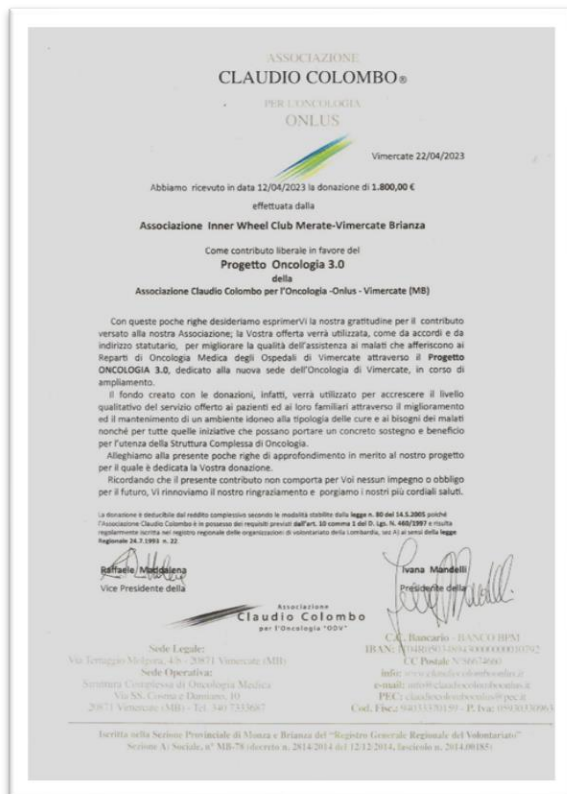 ASSOCIAZIONE
CLAUDIO COLOMBO®
PER L'ONCOLOGIA
ONLUS
Vimercate 22/04/2023
Abbiamo ricevuto in data 12/04/2023 la donazione di 1.800,00 €
effettuata dalla
Associazione Inner Wheel Club Merate-Vimercate Brianza
Come contributo liberale in favore del
Progetto Oncologia 3.0
della
Associazione Claudio Colombo per l'Oncologia -Onlus - Vimercate (MB)
Con queste poche righe desideriamo esprimerVi la nostra gratitudine per il contributo
versato alla nostra Associazione; la Vostra offerta verrà utilizzata, come da accordi e da
indirizzo statutario, per migliorare la qualità dell'assistenza ai malati che afferiscono ai
Reparti di Oncologia Medica degli Ospedali di Vimercate attraverso il Progetto
ONCOLOGIA 3.0, dedicato alla nuova sede dell'Oncologia di Vimercate, in corso di
ampliamento.
Il fondo creato con le donazioni, infatti, verrà utilizzato per accrescere il livello
qualitativo del servizio offerto ai pazienti ed ai loro familiari attraverso il miglioramento
ed il mantenimento di un ambiente idoneo alla tipologia delle cure e ai bisogni dei malati
nonché per tutte quelle iniziative che possano portare un concreto sostegno e beneficio
per l'utenza della Struttura Complessa di Oncologia.
Alleghiamo alla presente poche righe di approfondimento in merito al nostro progetto
per il quale è dedicata la Vostra donazione.
Ricordando che il presente contributo non comporta per Voi nessun impegno o obbligo
per il futuro, Vi rinnoviamo il nostro ringraziamento e porgiamo i nostri più cordiali saluti.
La donazione è deducibile dal reddito complessivo secondo le modalità stabilite dalla legge n. 80 del 14.5.2005 poiché
l'Associazione Claudio Colombo è in possesso dei requisiti previsti dall'art. 10 comma 1 del D. Lgs. N. 460/1997 e risulta
regolarmente iscritta nel registro regionale delle organizzazioni di volontariato della Lombardia, sez A) ai sensi della legge
Regionale 24.7.1993 n. 22.
Raffaele Maddalena
Vice Presidente della
Ivana Mandelli
Presidente della
Associazione
Claudio Colombo
per l'Oncologia "ODV"
Sede Legale:
Via Terraggio Molgora, 4/b - 20871 Vimercate (MB)
Sede Operativa:
Struttura Complessa di Oncologia Medica
Via SS. Cosma e Damiano, 10
20871 Vimercate (MB) - Tel. 340 7333687
C.C. Bancario - BANCO BPM
IBAN:
CC Postale
info:
e-mail:
PEC:
Cod. Fisc.: 94033370159 - P. Iva:
Iscritta nella Sezione Provinciale di Monza e Brianza del "Registro Generale Regionale del Volontariato"
Sezione A) Sociale, n° MB-78 (decreto n. 2814/2014 del 12/12/2014, fascicolo n. 2014.00185)